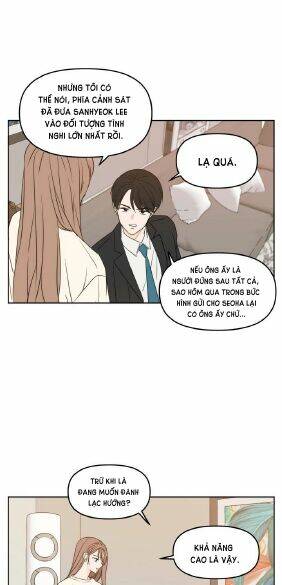 NHƯNG TÔI CÓ
THỂ NÓI, PHÍA CẢNH SÁT
ĐÃ ĐƯA SANHYEOK LEE
VÀO ĐỐI TƯỢNG TÌNH
NGHI LỚN NHẤT RỒI.
LẠ QUÁ.
NẾU ÔNG ẤY LÀ
NGƯỜI ĐỨNG SAU TẤT CẢ,
SAO HÔM QUA TRONG BỨC
HÌNH GỬI CHO SEOHA LẠI
CÓ ÔNG ẤY CHỨ...
TRỪ KHI LÀ
ĐANG MUỐN ĐÁNH
LẠC HƯỚNG?
KHẢ NĂNG
CAO LÀ VẬY.